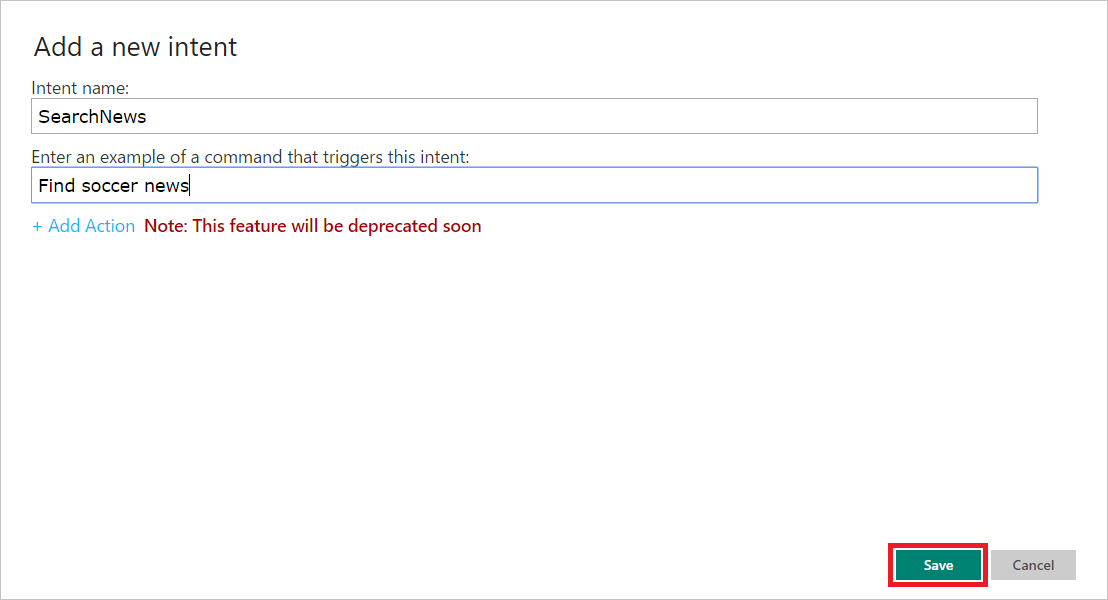 Add a new intent
Intent name:
SearchNews
Enter an example of a command that triggers this intent:
Find soccer news
+ Add Action Note: This feature will be deprecated soon
Save Cancel